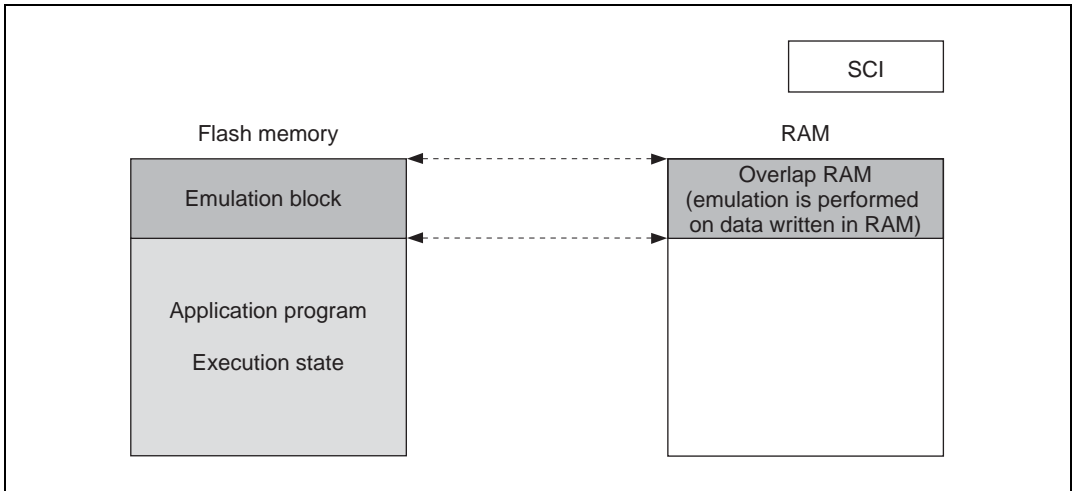 SCI
Flash memory
RAM
Emulation block
Overlap RAM
(emulation is performed
on data written in RAM)
Application program
Execution state